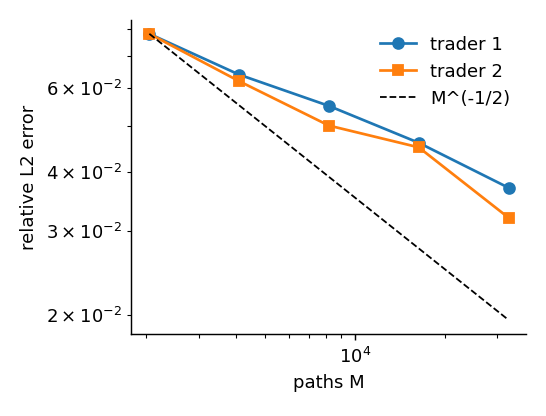 trader 1
trader 2
M^(-1/2)
6 × 10⁻²
4 × 10⁻²
3 × 10⁻²
2 × 10⁻²
relative L2 error
10⁴
paths M